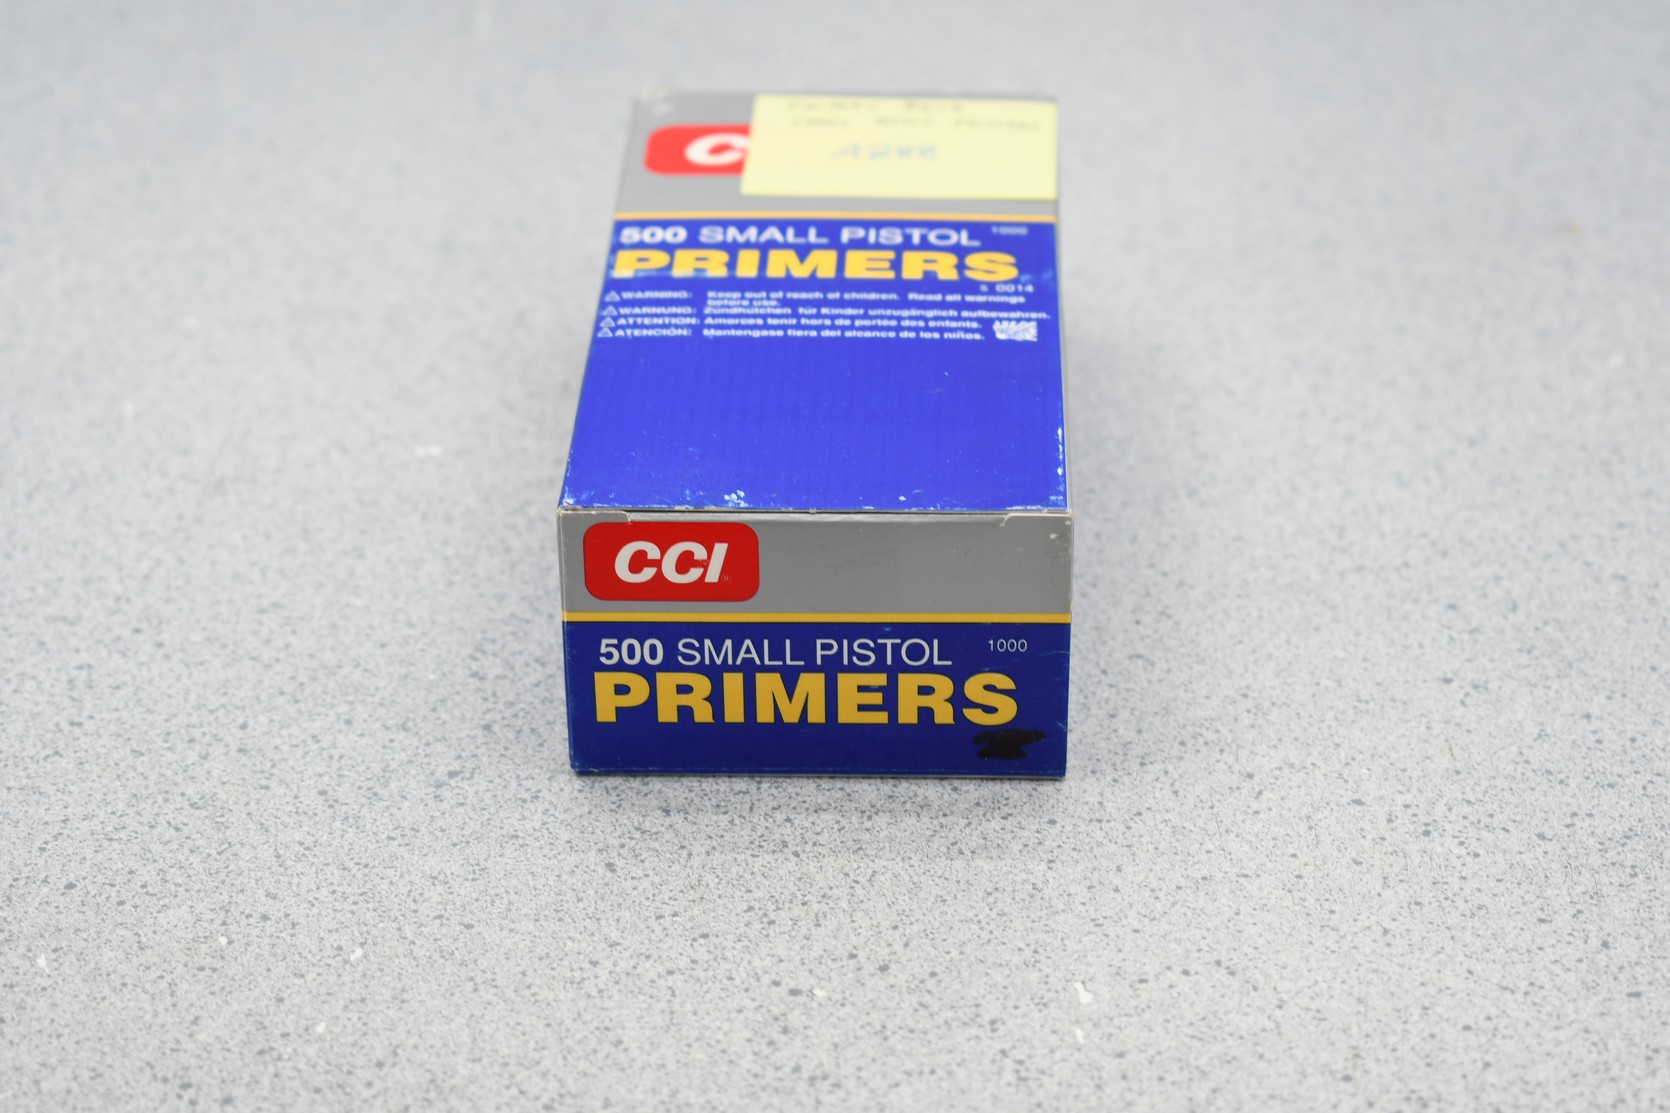 500 SMALL PISTOL 1000
PRIMERS
s 0014
WARNING: Keep out of reach of children. Read all warnings
before use.
WARNUNG: Zündhütchen für Kinder unzugänglich aufbewahren.
ATTENTION: Amorces tenir hors de portée des enfants.
ATENCIÓN: Mantengase fiera del alcance de los niños.
CCI
500 SMALL PISTOL 1000
PRIMERS